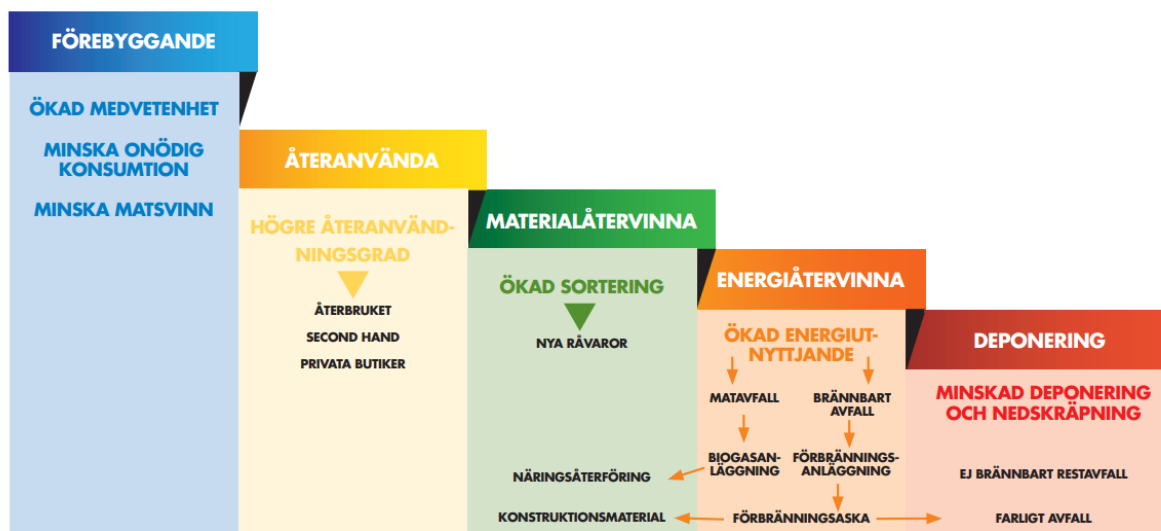 FÖREBYGGANDE
ÖKAD MEDVETENHET
MINSKA ONÖDIG
KONSUMTION
MINSKA MATSVINN
ÅTERANVÄNDA
HÖGRE ÅTERANVÄND-
NINGSGRAD
ÅTERBRUKET
SECOND HAND
PRIVATA BUTIKER
MATERIALÅTERVINNA
ÖKAD SORTERING
NYA RÅVAROR
NÄRINGSÅTERFÖRING
KONSTRUKTIONSMATERIAL
ENERGIÅTERVINNA
ÖKAD ENERGIUT-
NYTTJANDE
MATAVFALL
BIOGASAN-
LÄGGNING
BRÄNNBART
AVFALL
FÖRBRÄNNINGS-
ANLÄGGNING
FÖRBRÄNNINGSASKA
DEPONERING
MINSKAD DEPONERING
OCH NEDSKRÄPNING
EJ BRÄNNBART RESTAVFALL
FARLIGT AVFALL